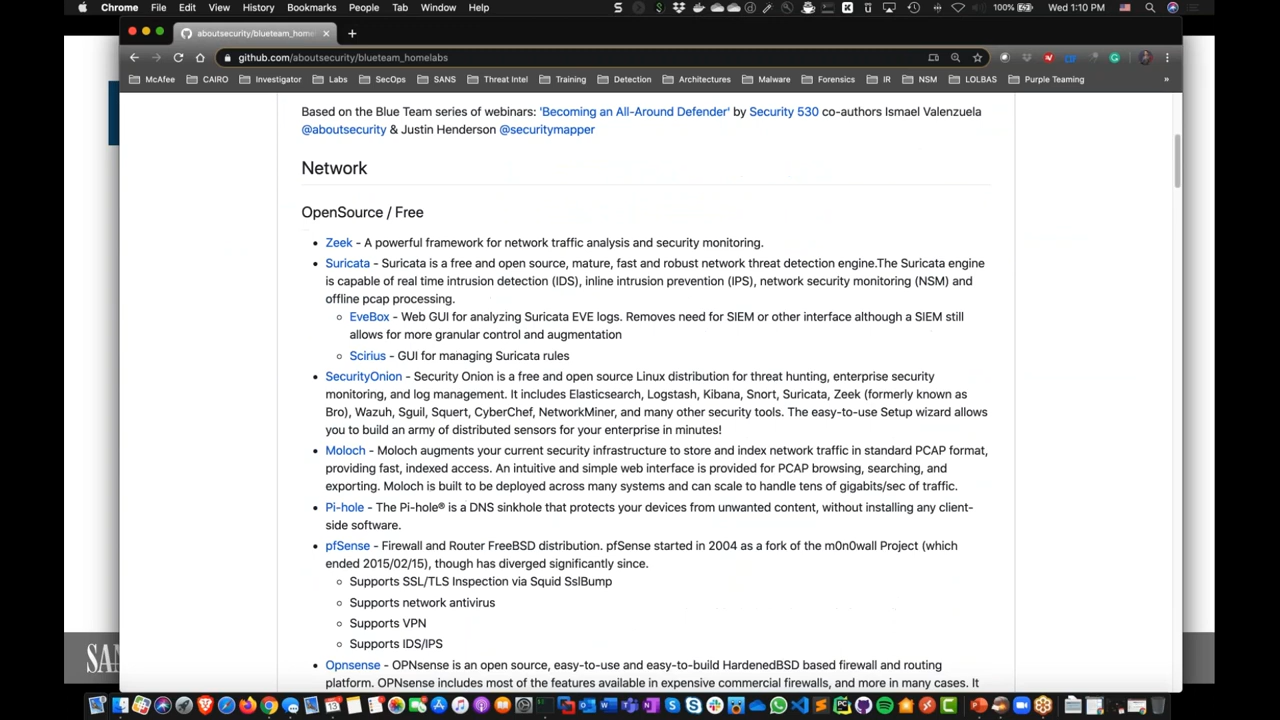 Chrome File Edit View History Bookmarks People Tab Window Help 100% Wed 1:10 PM
aboutsecurity/blueteam_home
github.com/aboutsecurity/blueteam_homelabs
McAfee CAIRO Investigator Labs SecOps SANS Threat Intel Training Detection Architectures Malware Forensics IR NSM LOLBAS Purple Teaming »
Based on the Blue Team series of webinars: 'Becoming an All-Around Defender' by Security 530 co-authors Ismael Valenzuela
@aboutsecurity & Justin Henderson @securitymapper
Network
OpenSource / Free
• Zeek - A powerful framework for network traffic analysis and security monitoring.
• Suricata - Suricata is a free and open source, mature, fast and robust network threat detection engine.The Suricata engine
is capable of real time intrusion detection (IDS), inline intrusion prevention (IPS), network security monitoring (NSM) and
offline pcap processing.
◦ EveBox - Web GUI for analyzing Suricata EVE logs. Removes need for SIEM or other interface although a SIEM still
allows for more granular control and augmentation
◦ Scirius - GUI for managing Suricata rules
• SecurityOnion - Security Onion is a free and open source Linux distribution for threat hunting, enterprise security
monitoring, and log management. It includes Elasticsearch, Logstash, Kibana, Snort, Suricata, Zeek (formerly known as
Bro), Wazuh, Sguil, Squert, CyberChef, NetworkMiner, and many other security tools. The easy-to-use Setup wizard allows
you to build an army of distributed sensors for your enterprise in minutes!
• Moloch - Moloch augments your current security infrastructure to store and index network traffic in standard PCAP format,
providing fast, indexed access. An intuitive and simple web interface is provided for PCAP browsing, searching, and
exporting. Moloch is built to be deployed across many systems and can scale to handle tens of gigabits/sec of traffic.
• Pi-hole - The Pi-hole® is a DNS sinkhole that protects your devices from unwanted content, without installing any client-
side software.
• pfSense - Firewall and Router FreeBSD distribution. pfSense started in 2004 as a fork of the m0n0wall Project (which
ended 2015/02/15), though has diverged significantly since.
◦ Supports SSL/TLS Inspection via Squid SslBump
◦ Supports network antivirus
◦ Supports VPN
◦ Supports IDS/IPS
• Opnsense - OPNsense is an open source, easy-to-use and easy-to-build HardenedBSD based firewall and routing
platform. OPNsense includes most of the features available in expensive commercial firewalls, and more in many cases. It
SA